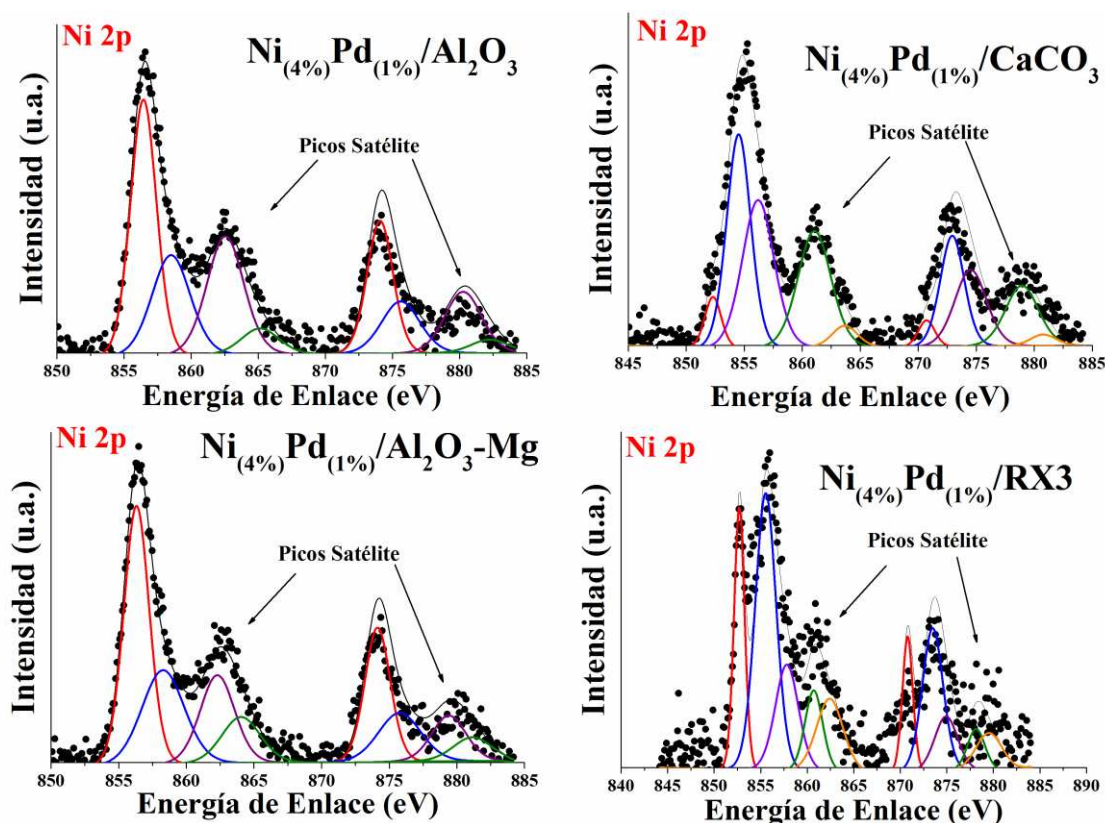 Ni 2p
Ni(4%)Pd(1%)/Al2O3
Picos Satélite
Intensidad (u.a.)
850 855 860 865 870 875 880 885
Energía de Enlace (eV)
Ni 2p
Ni(4%)Pd(1%)/CaCO3
Picos Satélite
Intensidad (u.a.)
845 850 855 860 865 870 875 880 885
Energía de Enlace (eV)
Ni 2p
Ni(4%)Pd(1%)/Al2O3-Mg
Picos Satélite
Intensidad (u.a.)
850 855 860 865 870 875 880 885
Energía de Enlace (eV)
Ni 2p
Ni(4%)Pd(1%)/RX3
Picos Satélite
Intensidad (u.a.)
840 845 850 855 860 865 870 875 880 885 890
Energía de Enlace (eV)